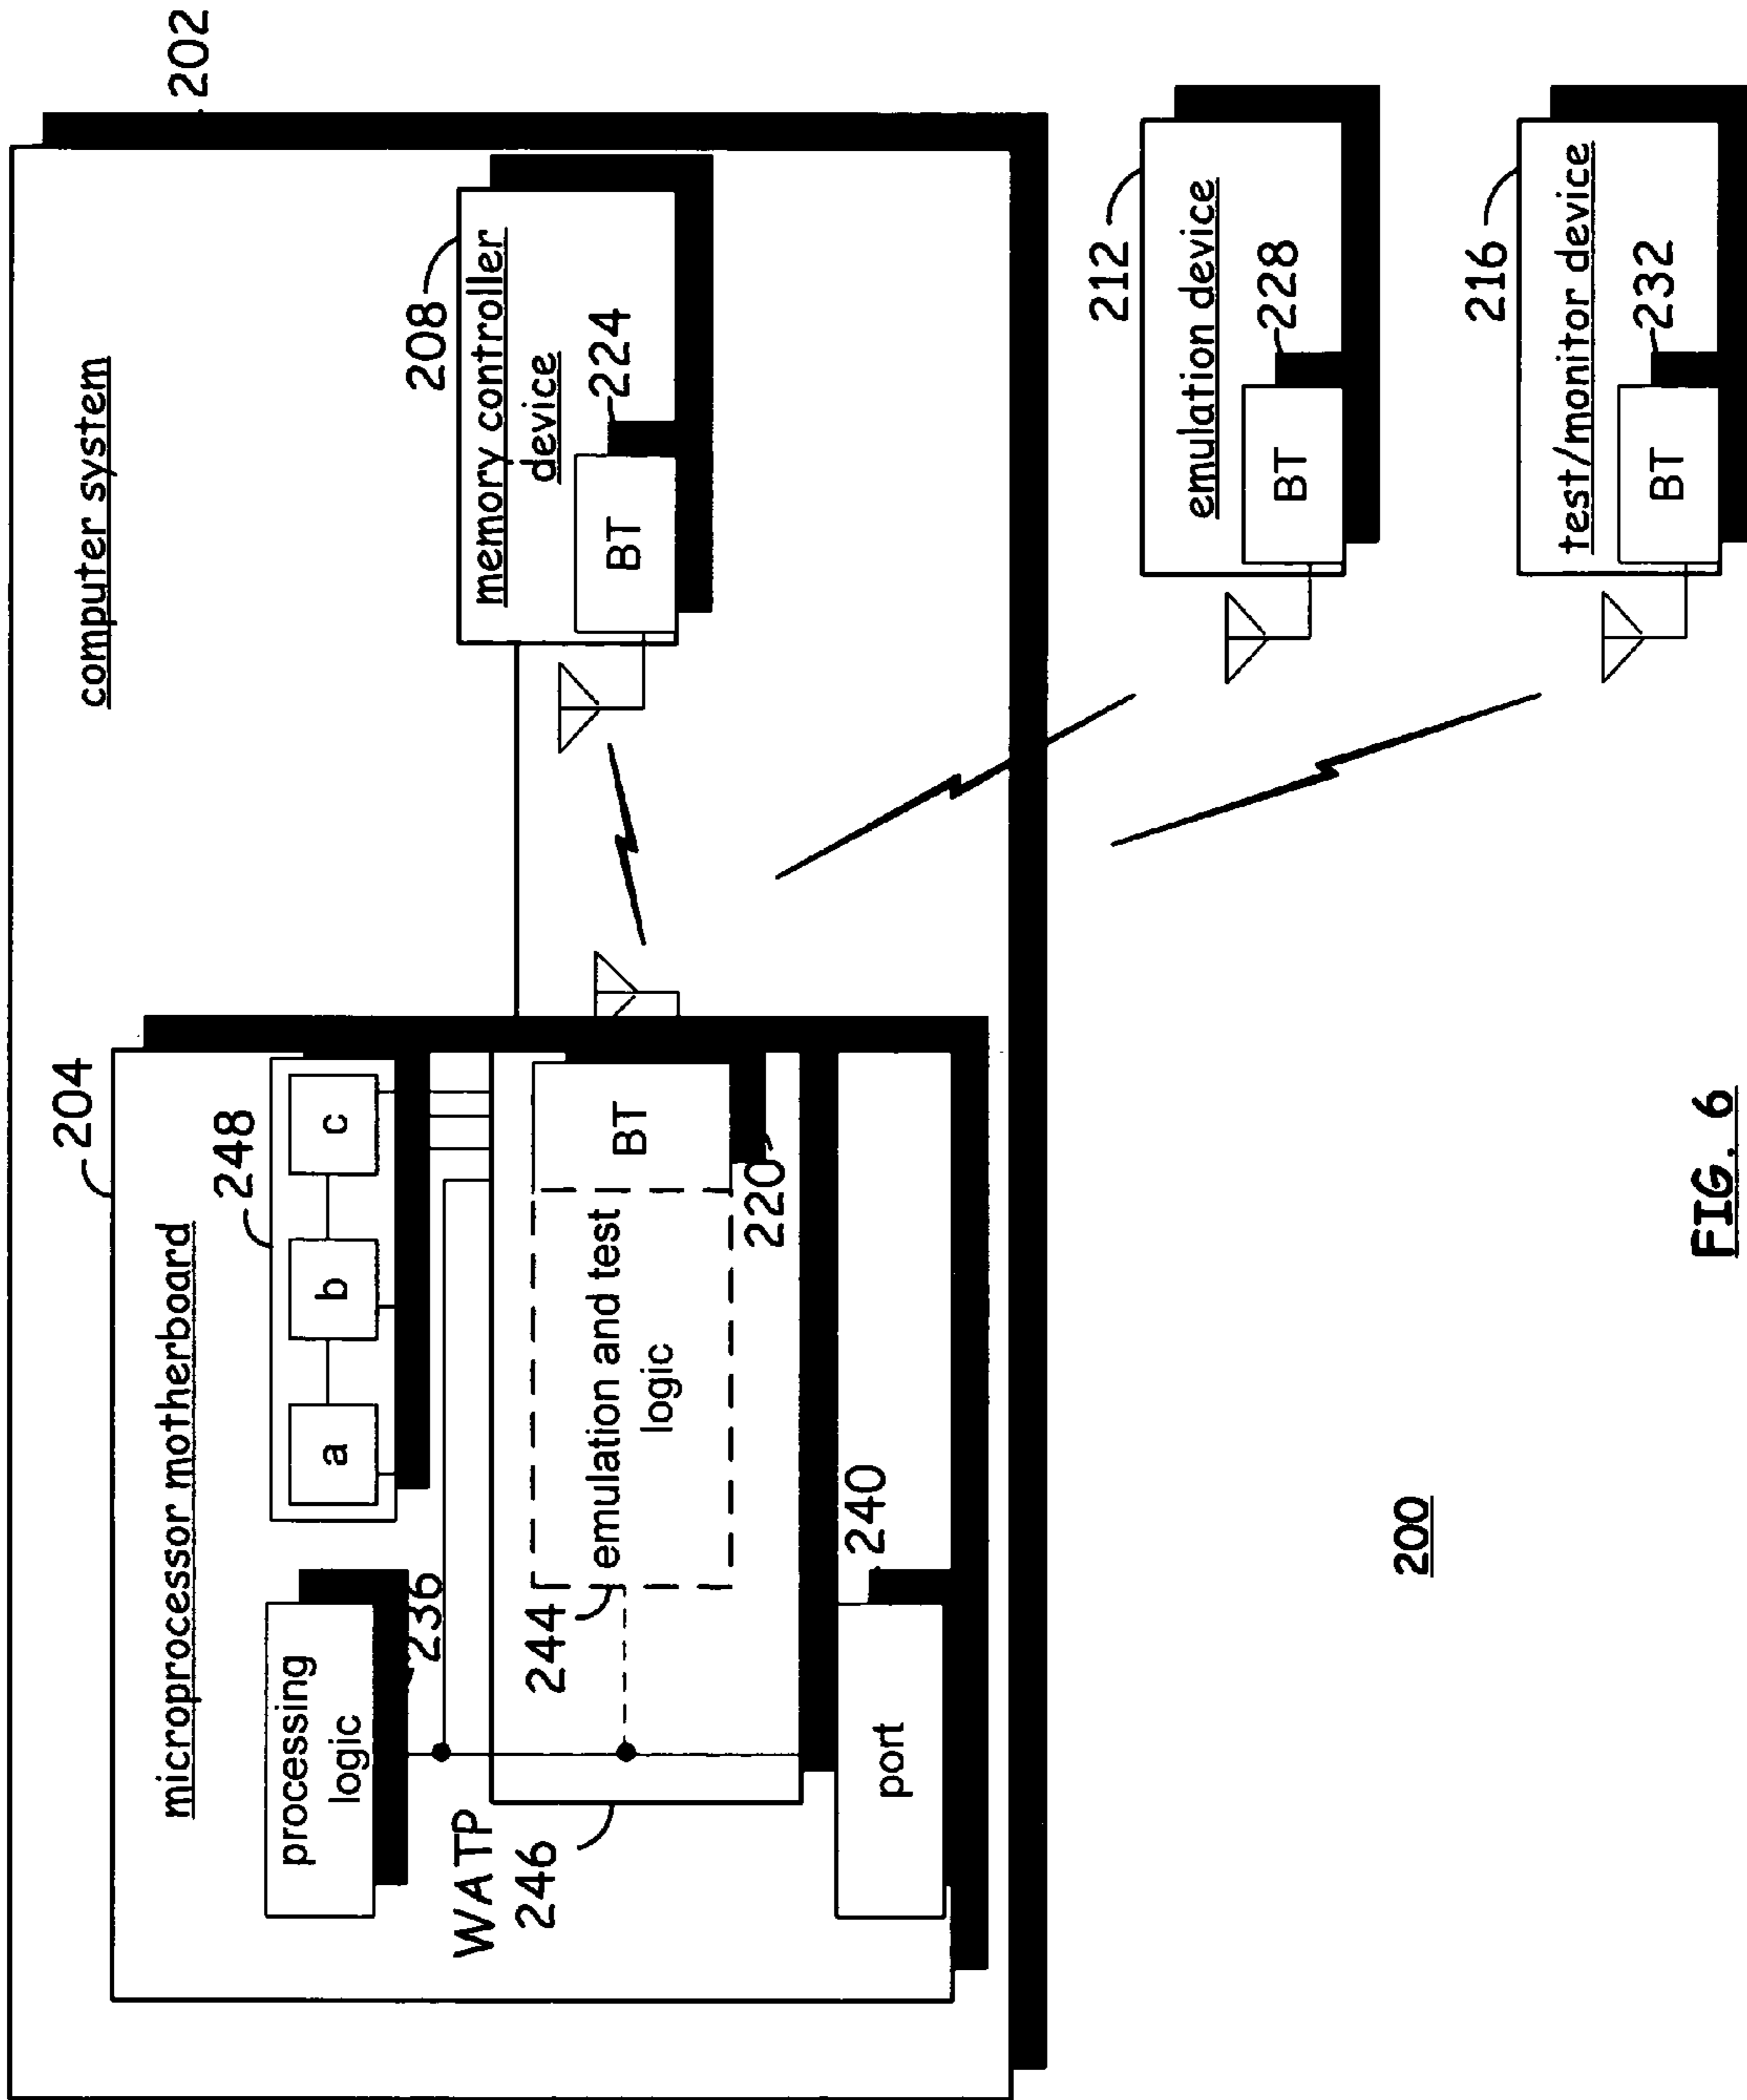 computer system
202
microprocessor motherboard
204
processing
logic
236
248
a
b
c
WATP
246
244
emulation and test
logic
BT
220
port
240
208
memory controller
device
224
BT
212
emulation device
228
BT
216
test/monitor device
232
BT
200
FIG. 6